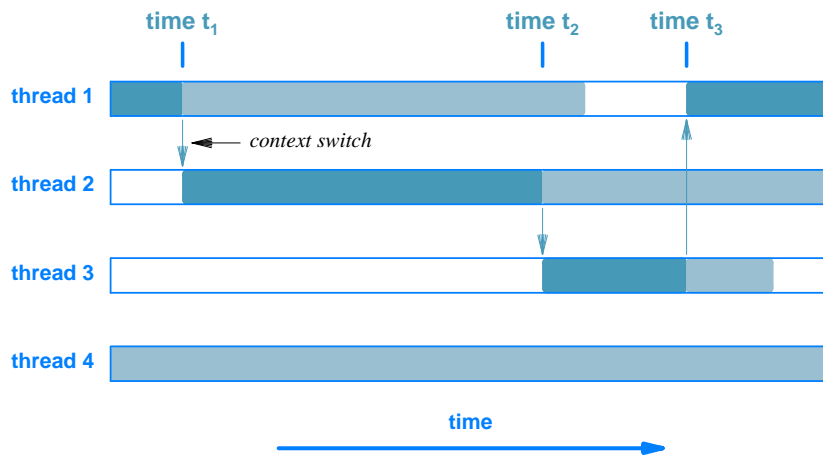 time t₁ time t₂ time t₃
thread 1
context switch
thread 2
thread 3
thread 4
time